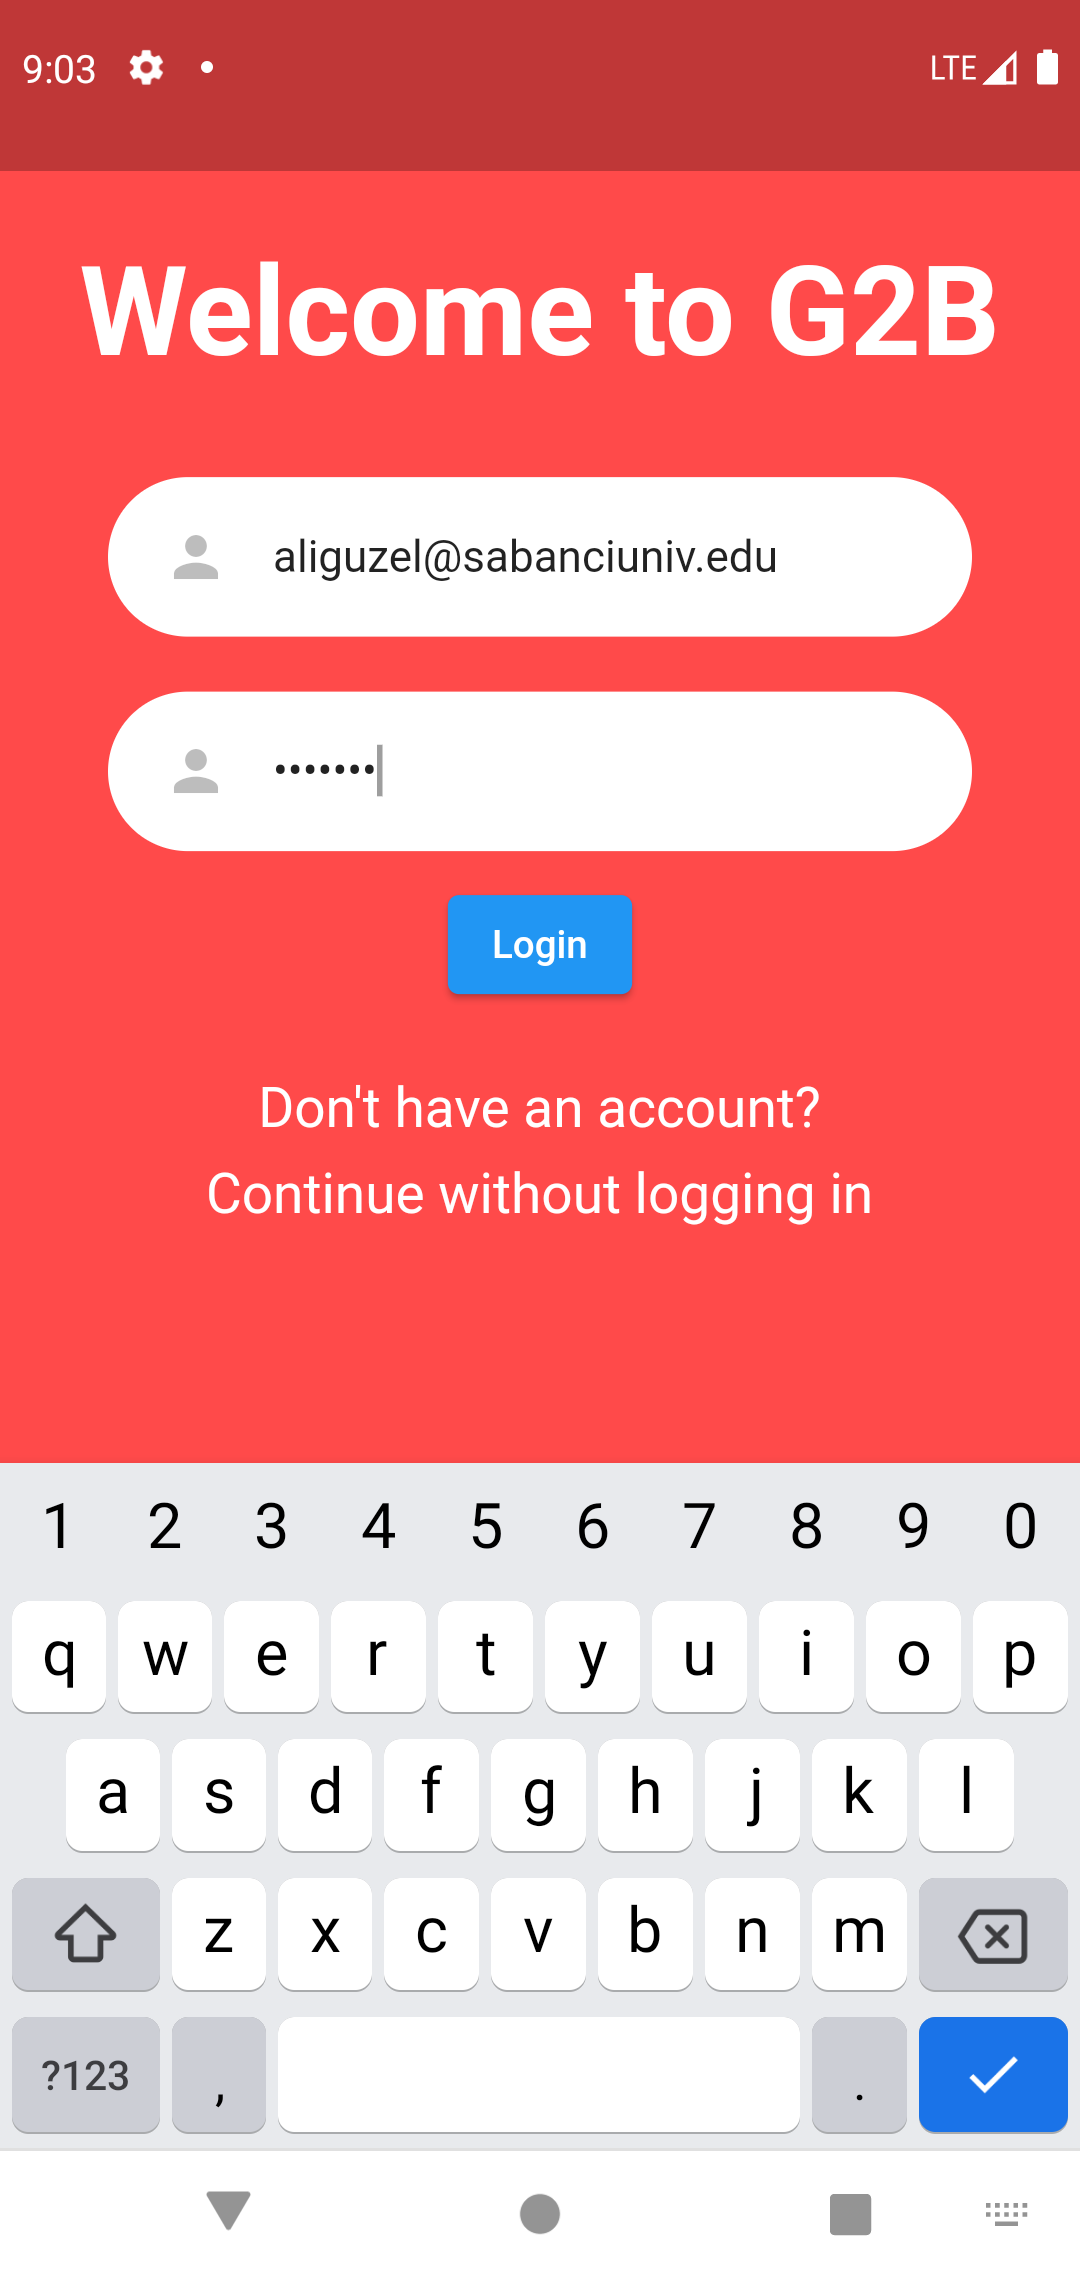 9:03 LTE
Welcome to G2B
aliguzel@sabanciuniv.edu
•••••••
Login
Don't have an account?
Continue without logging in
1 2 3 4 5 6 7 8 9 0
q w e r t y u i o p
a s d f g h j k l
z x c v b n m
?123 , .